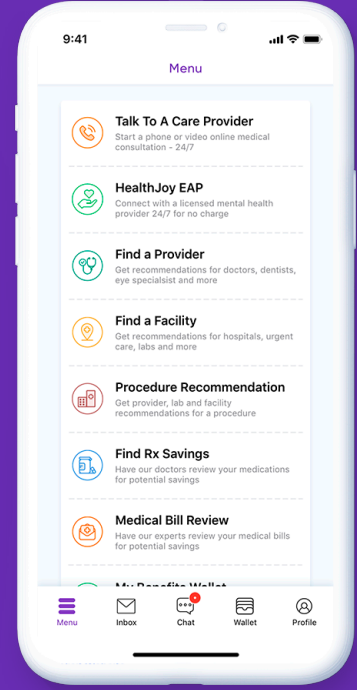 9:41
Menu
Talk To A Care Provider
Start a phone or video online medical
consultation - 24/7
HealthJoy EAP
Connect with a licensed mental health
provider 24/7 for no charge
Find a Provider
Get recommendations for doctors, dentists,
eye specialsist and more
Find a Facility
Get recommendations for hospitals, urgent
care, labs and more
Procedure Recommendation
Get provider, lab and facility
recommendations for a procedure
Find Rx Savings
Have our doctors review your medications
for potential savings
Medical Bill Review
Have our experts review your medical bills
for potential savings
My Benefits Wallet
Menu Inbox Chat Wallet Profile